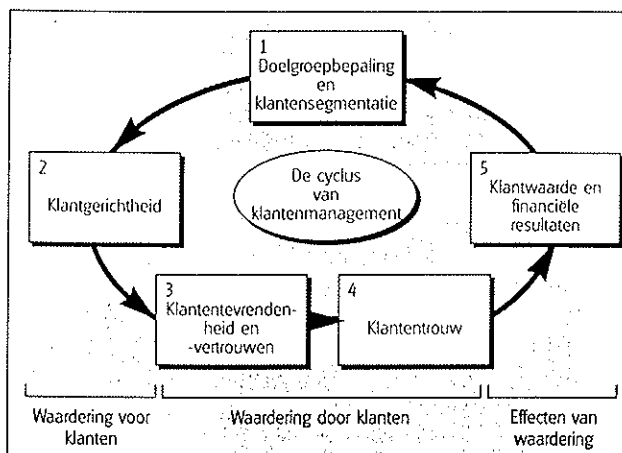 1
Doelgroepbepaling
en
klantensegmentatie
2
Klantgerichtheid
De cyclus
van
klantenmanagement
5
Klantwaarde en
financiële
resultaten
3
Klantentevreden-
heid en
-vertrouwen
4
Klantentrouw
Waardering voor
klanten
Waardering door klanten
Effecten van
waardering